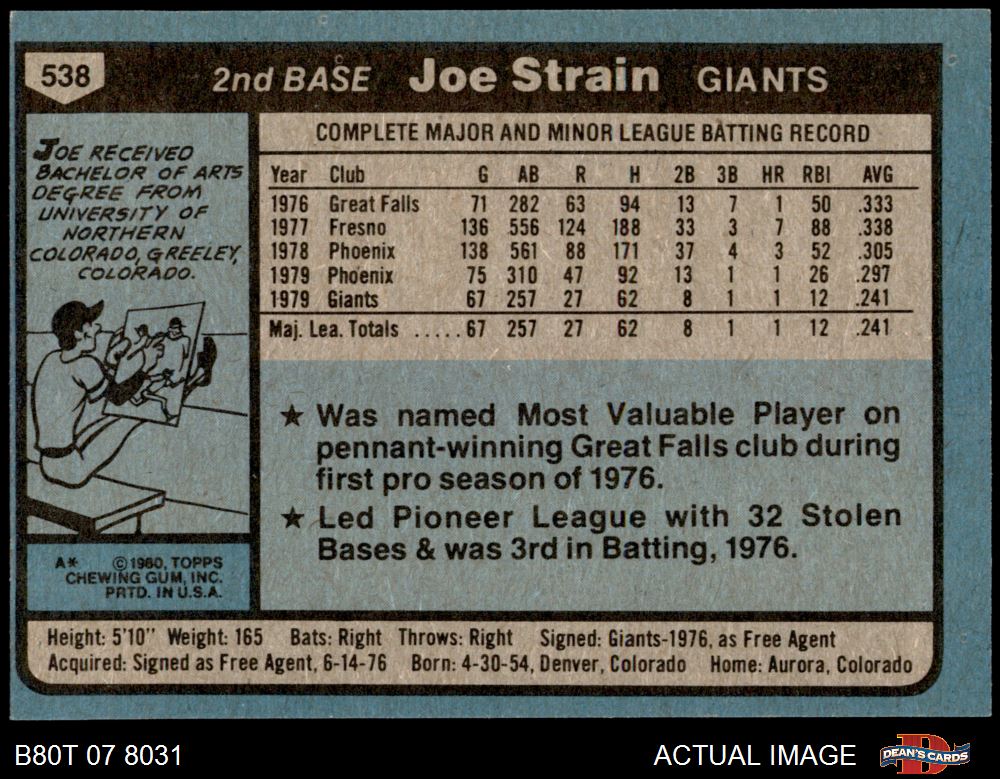 538 2nd BASE Joe Strain GIANTS
JOE RECEIVED
BACHELOR OF ARTS
DEGREE FROM
UNIVERSITY OF
NORTHERN
COLORADO, GREELEY,
COLORADO.
COMPLETE MAJOR AND MINOR LEAGUE BATTING RECORD
Year Club G AB R H 2B 3B HR RBI AVG
1976 Great Falls 71 282 63 94 13 7 1 50 .333
1977 Fresno 136 556 124 188 33 3 7 88 .338
1978 Phoenix 138 561 88 171 37 4 3 52 .305
1979 Phoenix 75 310 47 92 13 1 1 26 .297
1979 Giants 67 257 27 62 8 1 1 12 .241
Maj. Lea. Totals .....67 257 27 62 8 1 1 12 .241
★ Was named Most Valuable Player on
pennant-winning Great Falls club during
first pro season of 1976.
★ Led Pioneer League with 32 Stolen
Bases & was 3rd in Batting, 1976.
A* ©1980, TOPPS
CHEWING GUM, INC.
PRTD. IN U.S.A.
Height: 5'10" Weight: 165 Bats: Right Throws: Right Signed: Giants-1976, as Free Agent
Acquired: Signed as Free Agent, 6-14-76 Born: 4-30-54, Denver, Colorado Home: Aurora, Colorado
B80T 07 8031 ACTUAL IMAGE DEAN'S CARDS